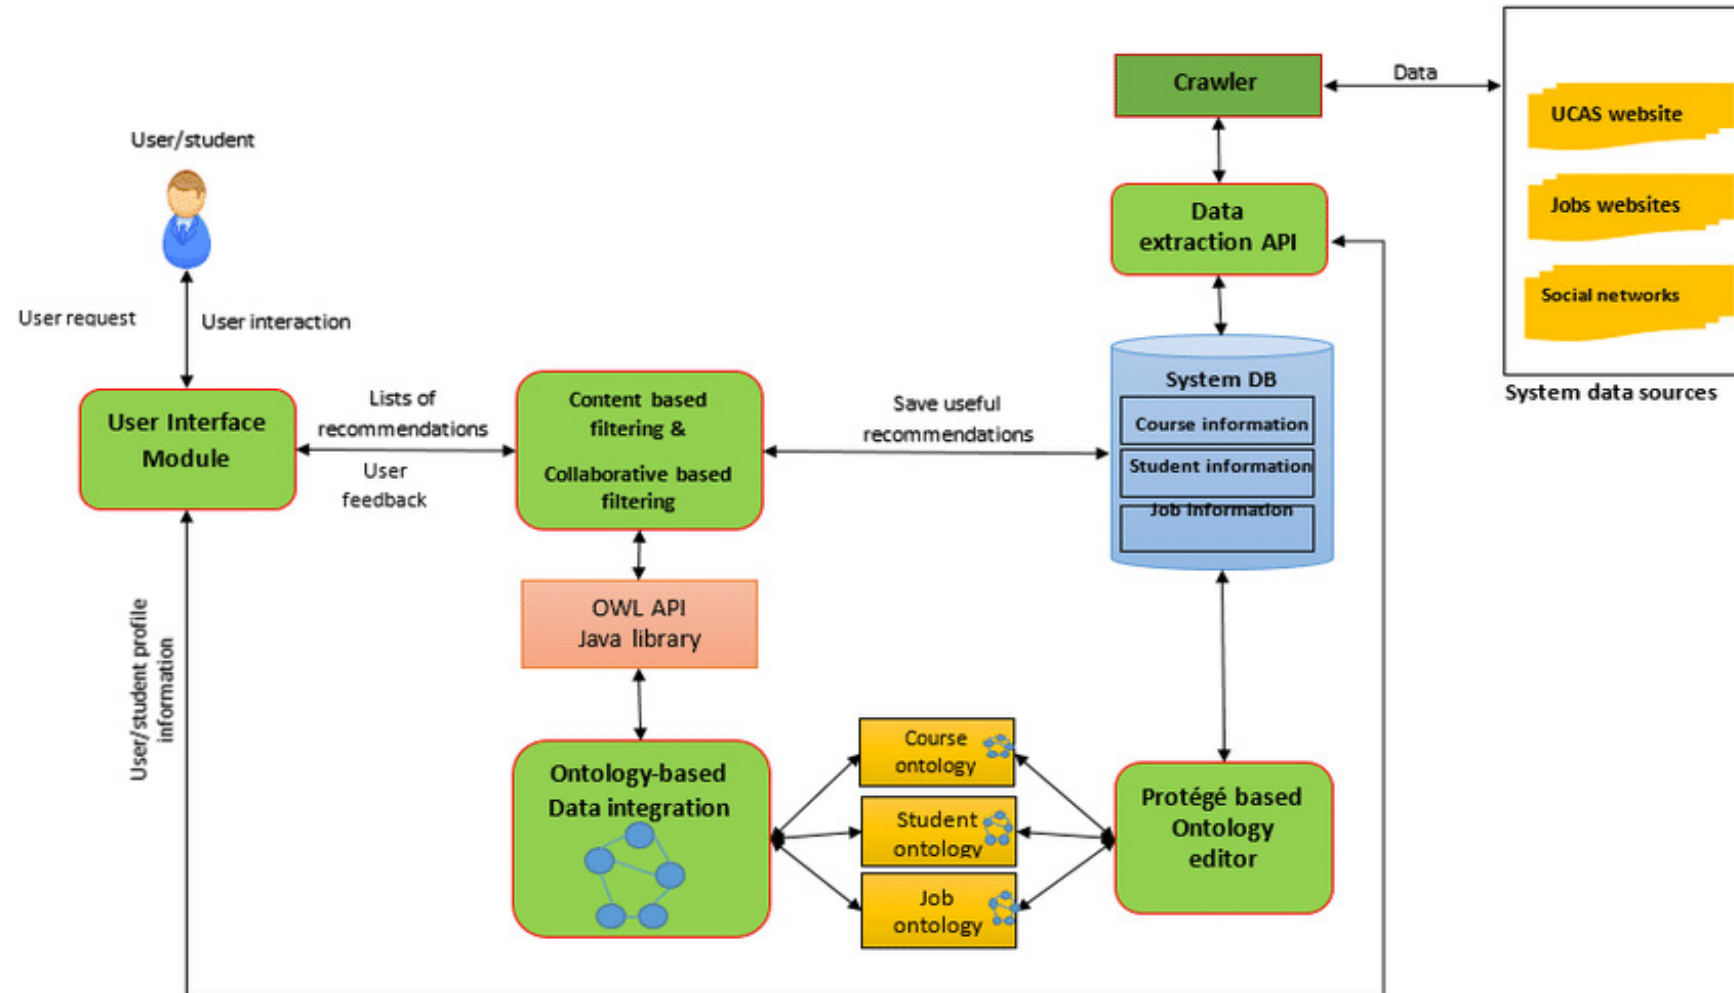 Crawler
Data
UCAS website
Jobs websites
Social networks
System data sources
User/student
Data
extraction API
User request
User interaction
System DB
Course information
Student information
Job Information
User Interface
Module
Lists of
recommendations
User
feedback
Content based
filtering &
Collaborative based
filtering
Save useful
recommendations
OWL API
Java library
User/student profile
information
Ontology-based
Data integration
Course
ontology
Student
ontology
Job
ontology
Protégé based
Ontology
editor